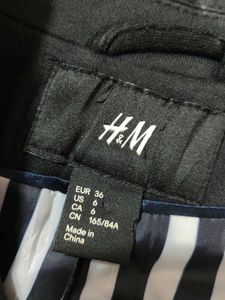 H&M
EUR 36
US 6
CA 6
CN 165/84A
Made in
China